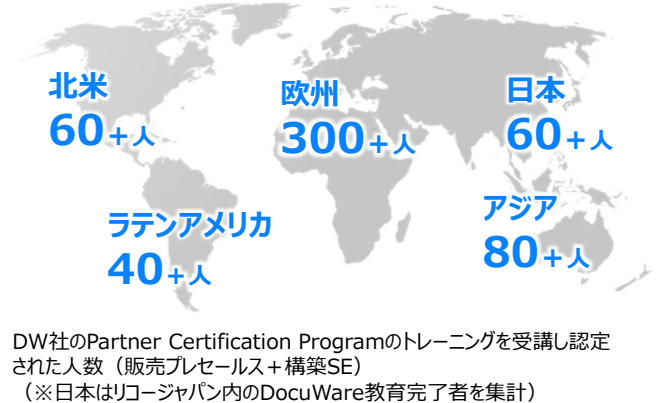 北米
60+人
欧州
300+人
日本
60+人
ラテンアメリカ
40+人
アジア
80+人
DW社のPartner Certification Programのトレーニングを受講し認定
された人数（販売プレセールス＋構築SE）
（※日本はリコージャパン内のDocuWare教育完了者を集計）